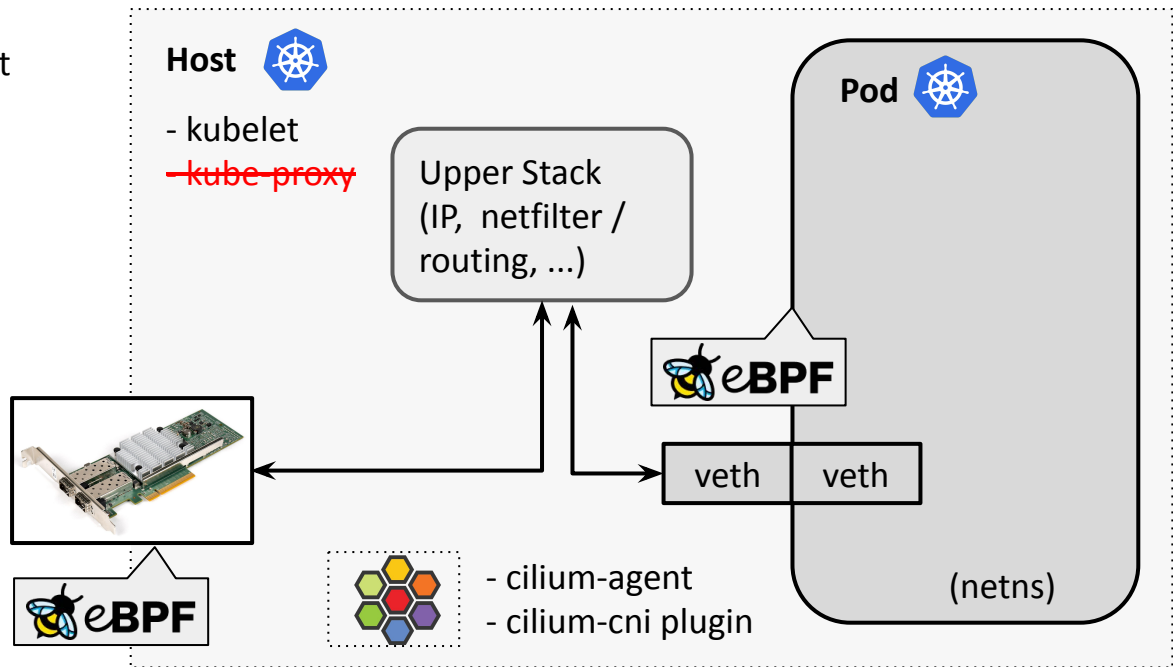 t
Host
- kubelet
- kube-proxy
Upper Stack
(IP, netfilter /
routing, ...)
Pod
eBPF
veth
veth
(netns)
eBPF
- cilium-agent
- cilium-cni plugin